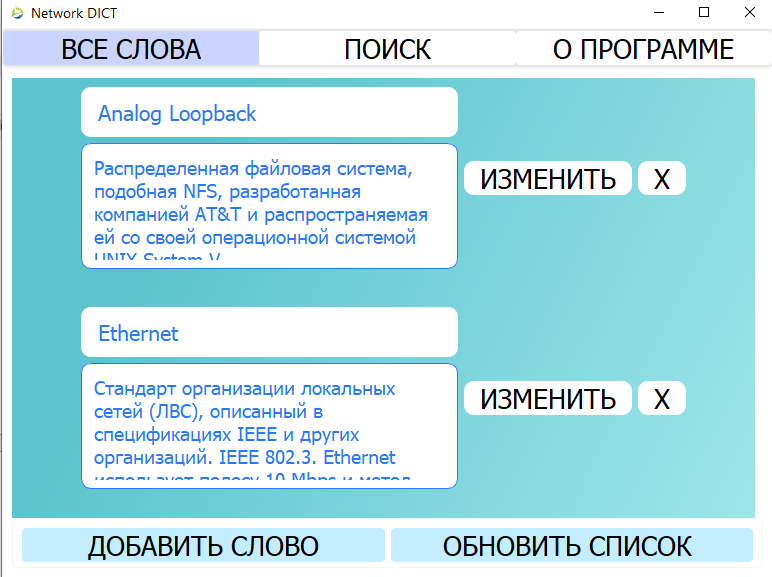 Network DICT
ВСЕ СЛОВА ПОИСК О ПРОГРАММЕ
Analog Loopback
Распределенная файловая система,
подобная NFS, разработанная
компанией AT&T и распространяемая
ей со своей операционной системой
UNIX System V
ИЗМЕНИТЬ X
Ethernet
Стандарт организации локальных
сетей (ЛВС), описанный в
спецификациях IEEE и других
организаций. IEEE 802.3. Ethernet
использует полосу 10 Mbps и метод
ИЗМЕНИТЬ X
ДОБАВИТЬ СЛОВО ОБНОВИТЬ СПИСОК